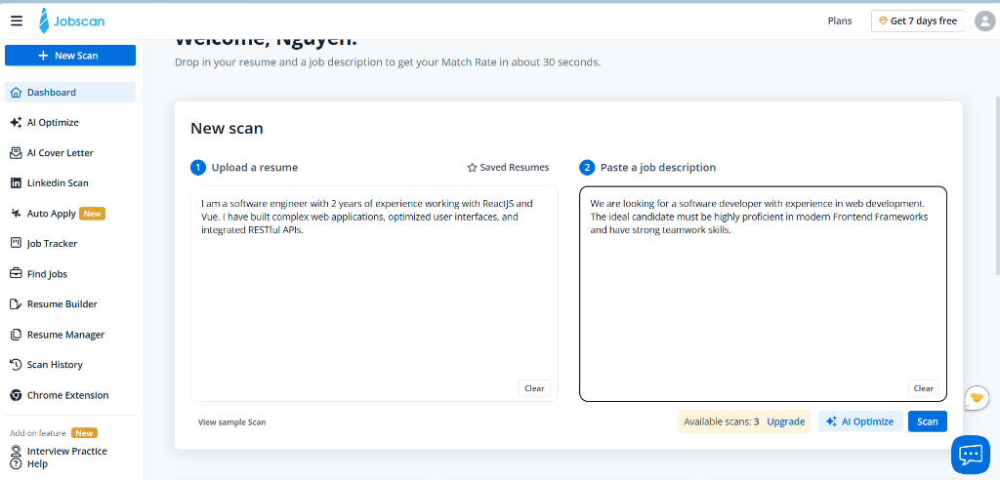 Jobscan
Plans
Get 7 days free
New Scan
Dashboard
AI Optimize
AI Cover Letter
Linkedin Scan
Auto Apply New
Job Tracker
Find Jobs
Resume Builder
Resume Manager
Scan History
Chrome Extension
Add on feature New
Interview Practice
Help
Welcome, Nguyen.
Drop in your resume and a job description to get your Match Rate in about 30 seconds.
New scan
1 Upload a resume
Saved Resumes
I am a software engineer with 2 years of experience working with ReactJS and
Vue. I have built complex web applications, optimized user interfaces, and
integrated RESTful APIs.
Clear
2 Paste a job description
We are looking for a software developer with experience in web development.
The ideal candidate must be highly proficient in modern Frontend Frameworks
and have strong teamwork skills.
Clear
View sample Scan
Available scans: 3 Upgrade
AI Optimize
Scan